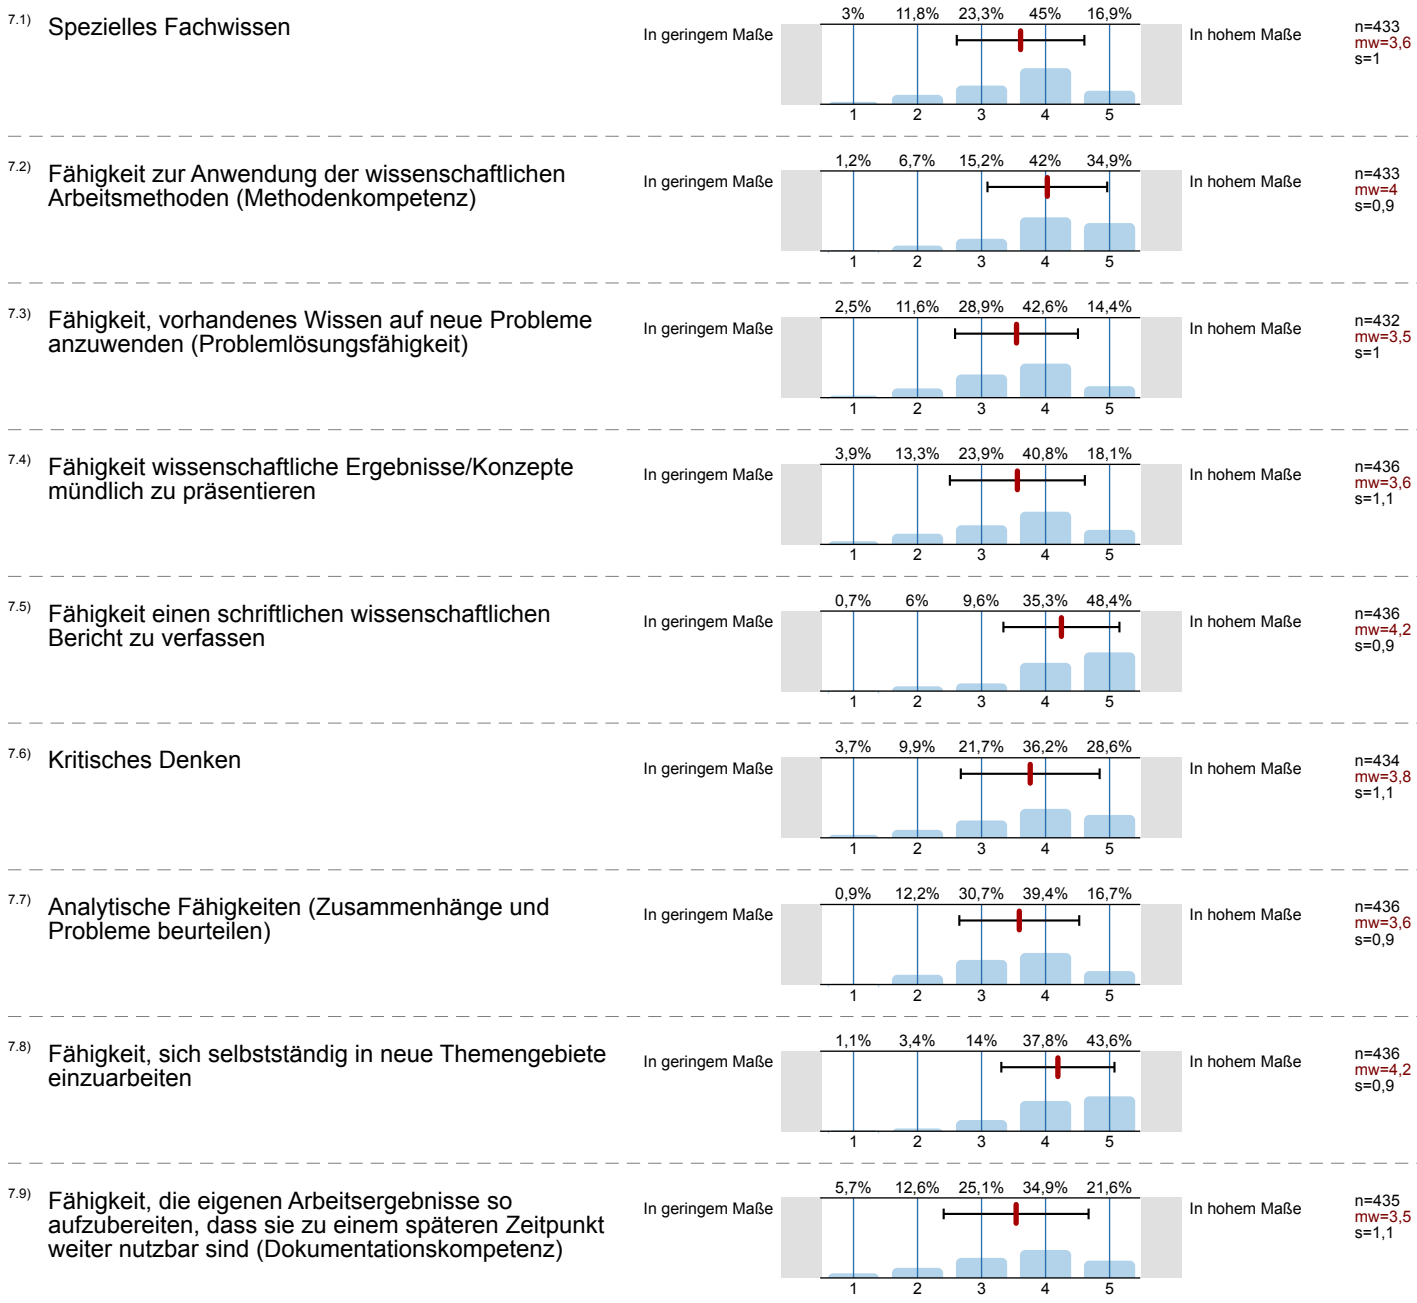 7.1) Spezielles Fachwissen
In geringem Maße
3% 11,8% 23,3% 45% 16,9%
1 2 3 4 5
In hohem Maße
n=433
mw=3,6
s=1
7.2) Fähigkeit zur Anwendung der wissenschaftlichen
Arbeitsmethoden (Methodenkompetenz)
In geringem Maße
1,2% 6,7% 15,2% 42% 34,9%
1 2 3 4 5
In hohem Maße
n=433
mw=4
s=0,9
7.3) Fähigkeit, vorhandenes Wissen auf neue Probleme
anzuwenden (Problemlösungsfähigkeit)
In geringem Maße
2,5% 11,6% 28,9% 42,6% 14,4%
1 2 3 4 5
In hohem Maße
n=432
mw=3,5
s=1
7.4) Fähigkeit wissenschaftliche Ergebnisse/Konzepte
mündlich zu präsentieren
In geringem Maße
3,9% 13,3% 23,9% 40,8% 18,1%
1 2 3 4 5
In hohem Maße
n=436
mw=3,6
s=1,1
7.5) Fähigkeit einen schriftlichen wissenschaftlichen
Bericht zu verfassen
In geringem Maße
0,7% 6% 9,6% 35,3% 48,4%
1 2 3 4 5
In hohem Maße
n=436
mw=4,2
s=0,9
7.6) Kritisches Denken
In geringem Maße
3,7% 9,9% 21,7% 36,2% 28,6%
1 2 3 4 5
In hohem Maße
n=434
mw=3,8
s=1,1
7.7) Analytische Fähigkeiten (Zusammenhänge und
Probleme beurteilen)
In geringem Maße
0,9% 12,2% 30,7% 39,4% 16,7%
1 2 3 4 5
In hohem Maße
n=436
mw=3,6
s=0,9
7.8) Fähigkeit, sich selbstständig in neue Themengebiete
einzuarbeiten
In geringem Maße
1,1% 3,4% 14% 37,8% 43,6%
1 2 3 4 5
In hohem Maße
n=436
mw=4,2
s=0,9
7.9) Fähigkeit, die eigenen Arbeitsergebnisse so
aufzubereiten, dass sie zu einem späteren Zeitpunkt
weiter nutzbar sind (Dokumentationskompetenz)
In geringem Maße
5,7% 12,6% 25,1% 34,9% 21,6%
1 2 3 4 5
In hohem Maße
n=435
mw=3,5
s=1,1